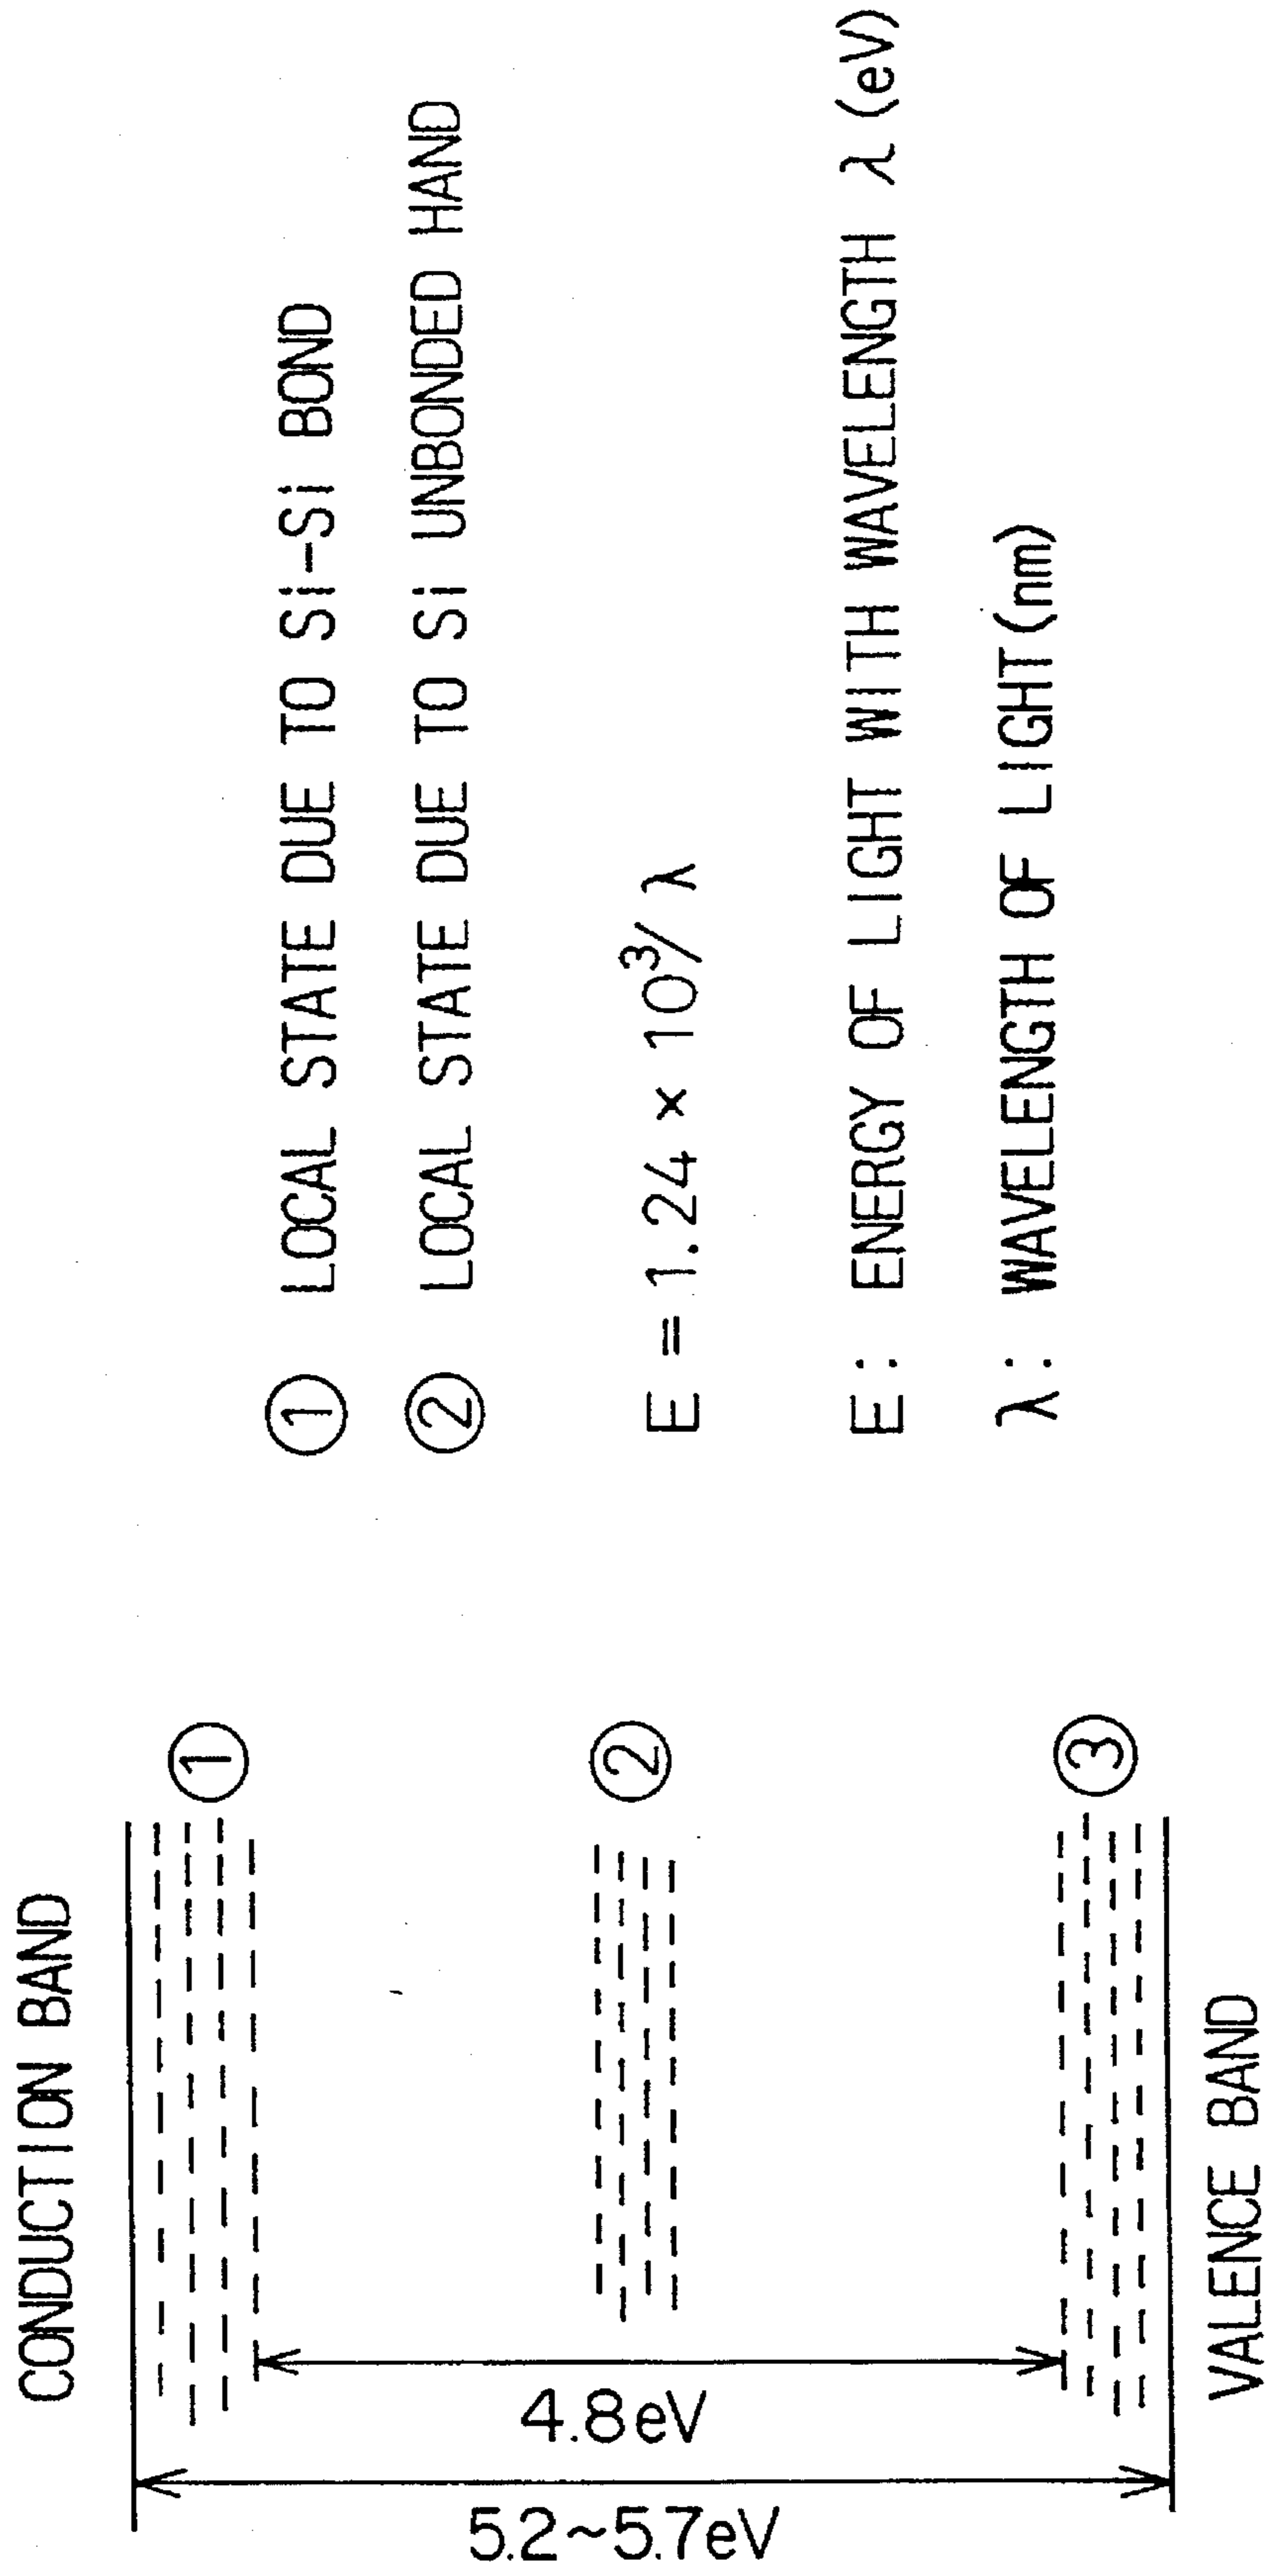 CONDUCTION BAND
①
②
③
4.8eV
5.2~5.7eV
VALENCE BAND
① LOCAL STATE DUE TO Si-Si BOND
② LOCAL STATE DUE TO Si UNBONDED HAND
E = 1.24 × 10³/ λ
E : ENERGY OF LIGHT WITH WAVELENGTH λ (eV)
λ : WAVELENGTH OF LIGHT (nm)